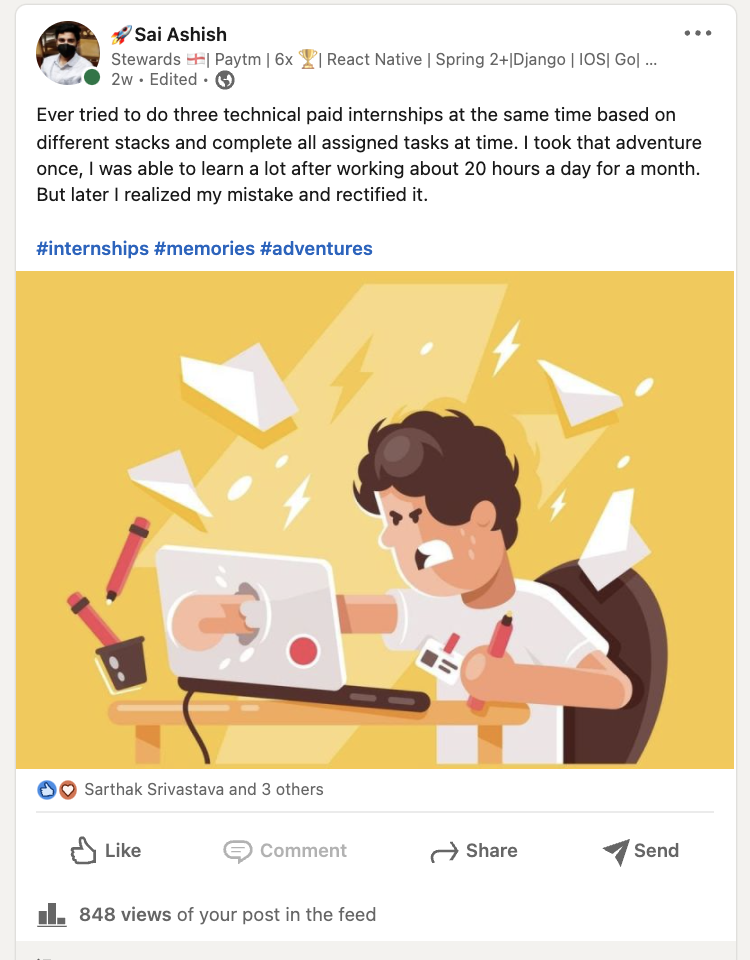 🚀Sai Ashish
Stewards 🏴󠁧󠁢󠁥󠁮󠁧󠁿| Paytm | 6x 🏆| React Native | Spring 2+|Django | IOS| Go| ...
2w • Edited •
Ever tried to do three technical paid internships at the same time based on
different stacks and complete all assigned tasks at time. I took that adventure
once, I was able to learn a lot after working about 20 hours a day for a month.
But later I realized my mistake and rectified it.
#internships #memories #adventures
Sarthak Srivastava and 3 others
Like Comment Share Send
848 views of your post in the feed